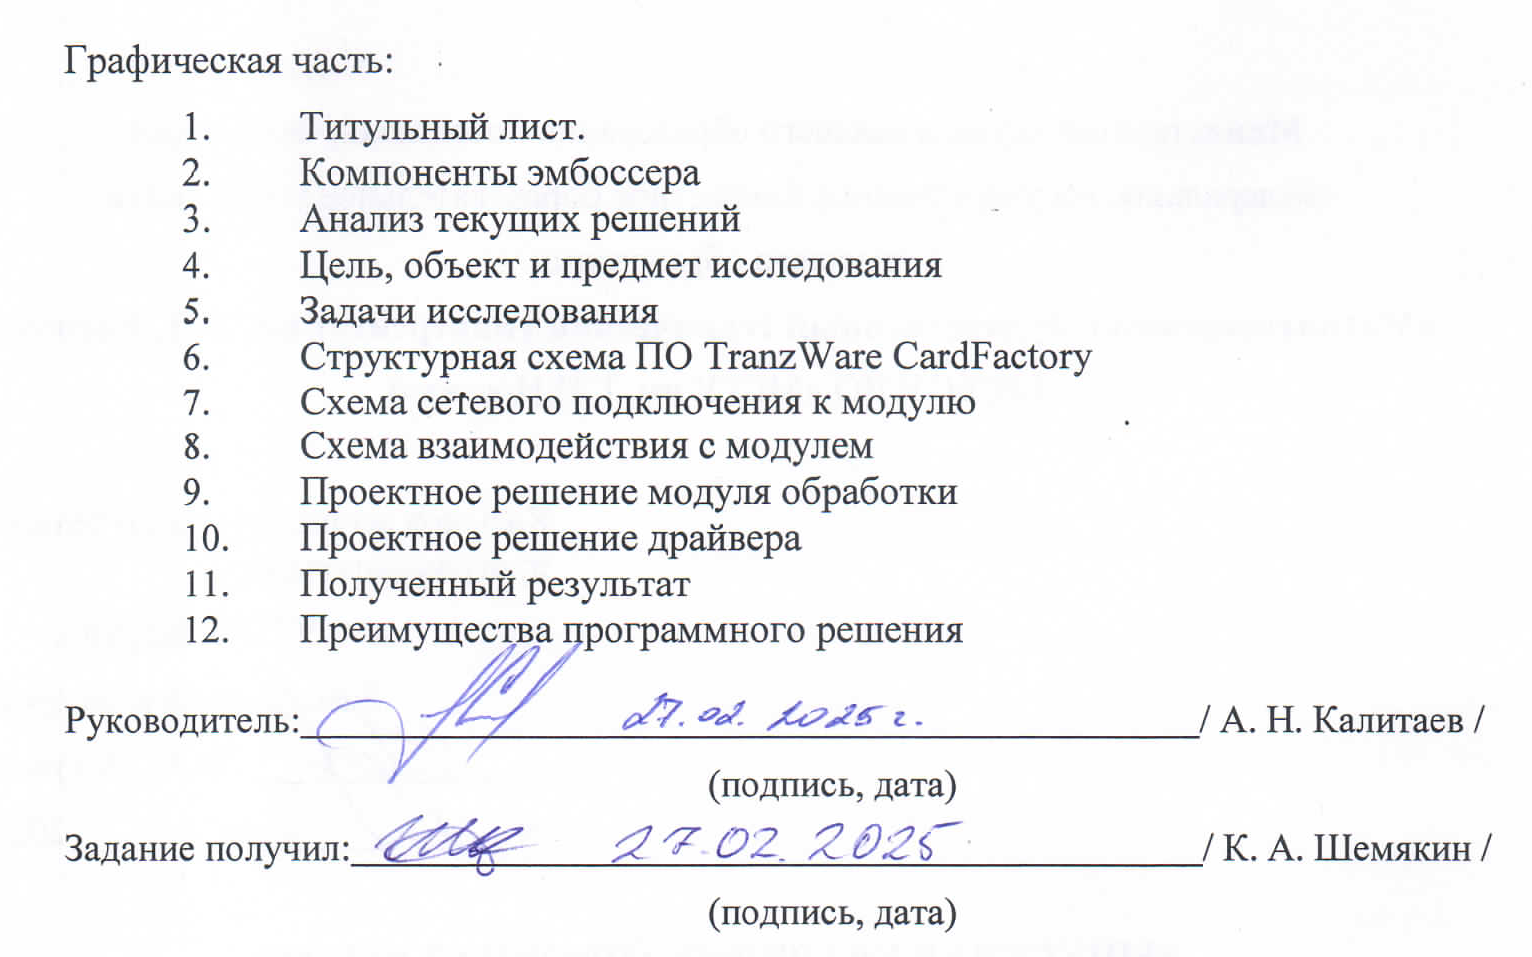 Графическая часть:
1. Титульный лист.
2. Компоненты эмбоссера
3. Анализ текущих решений
4. Цель, объект и предмет исследования
5. Задачи исследования
6. Структурная схема ПО TranzWare CardFactory
7. Схема сетевого подключения к модулю
8. Схема взаимодействия с модулем
9. Проектное решение модуля обработки
10. Проектное решение драйвера
11. Полученный результат
12. Преимущества программного решения
Руководитель: 27.02.2025 г. / А. Н. Калитаев /
(подпись, дата)
Задание получил: 27.02.2025 / К. А. Шемякин /
(подпись, дата)